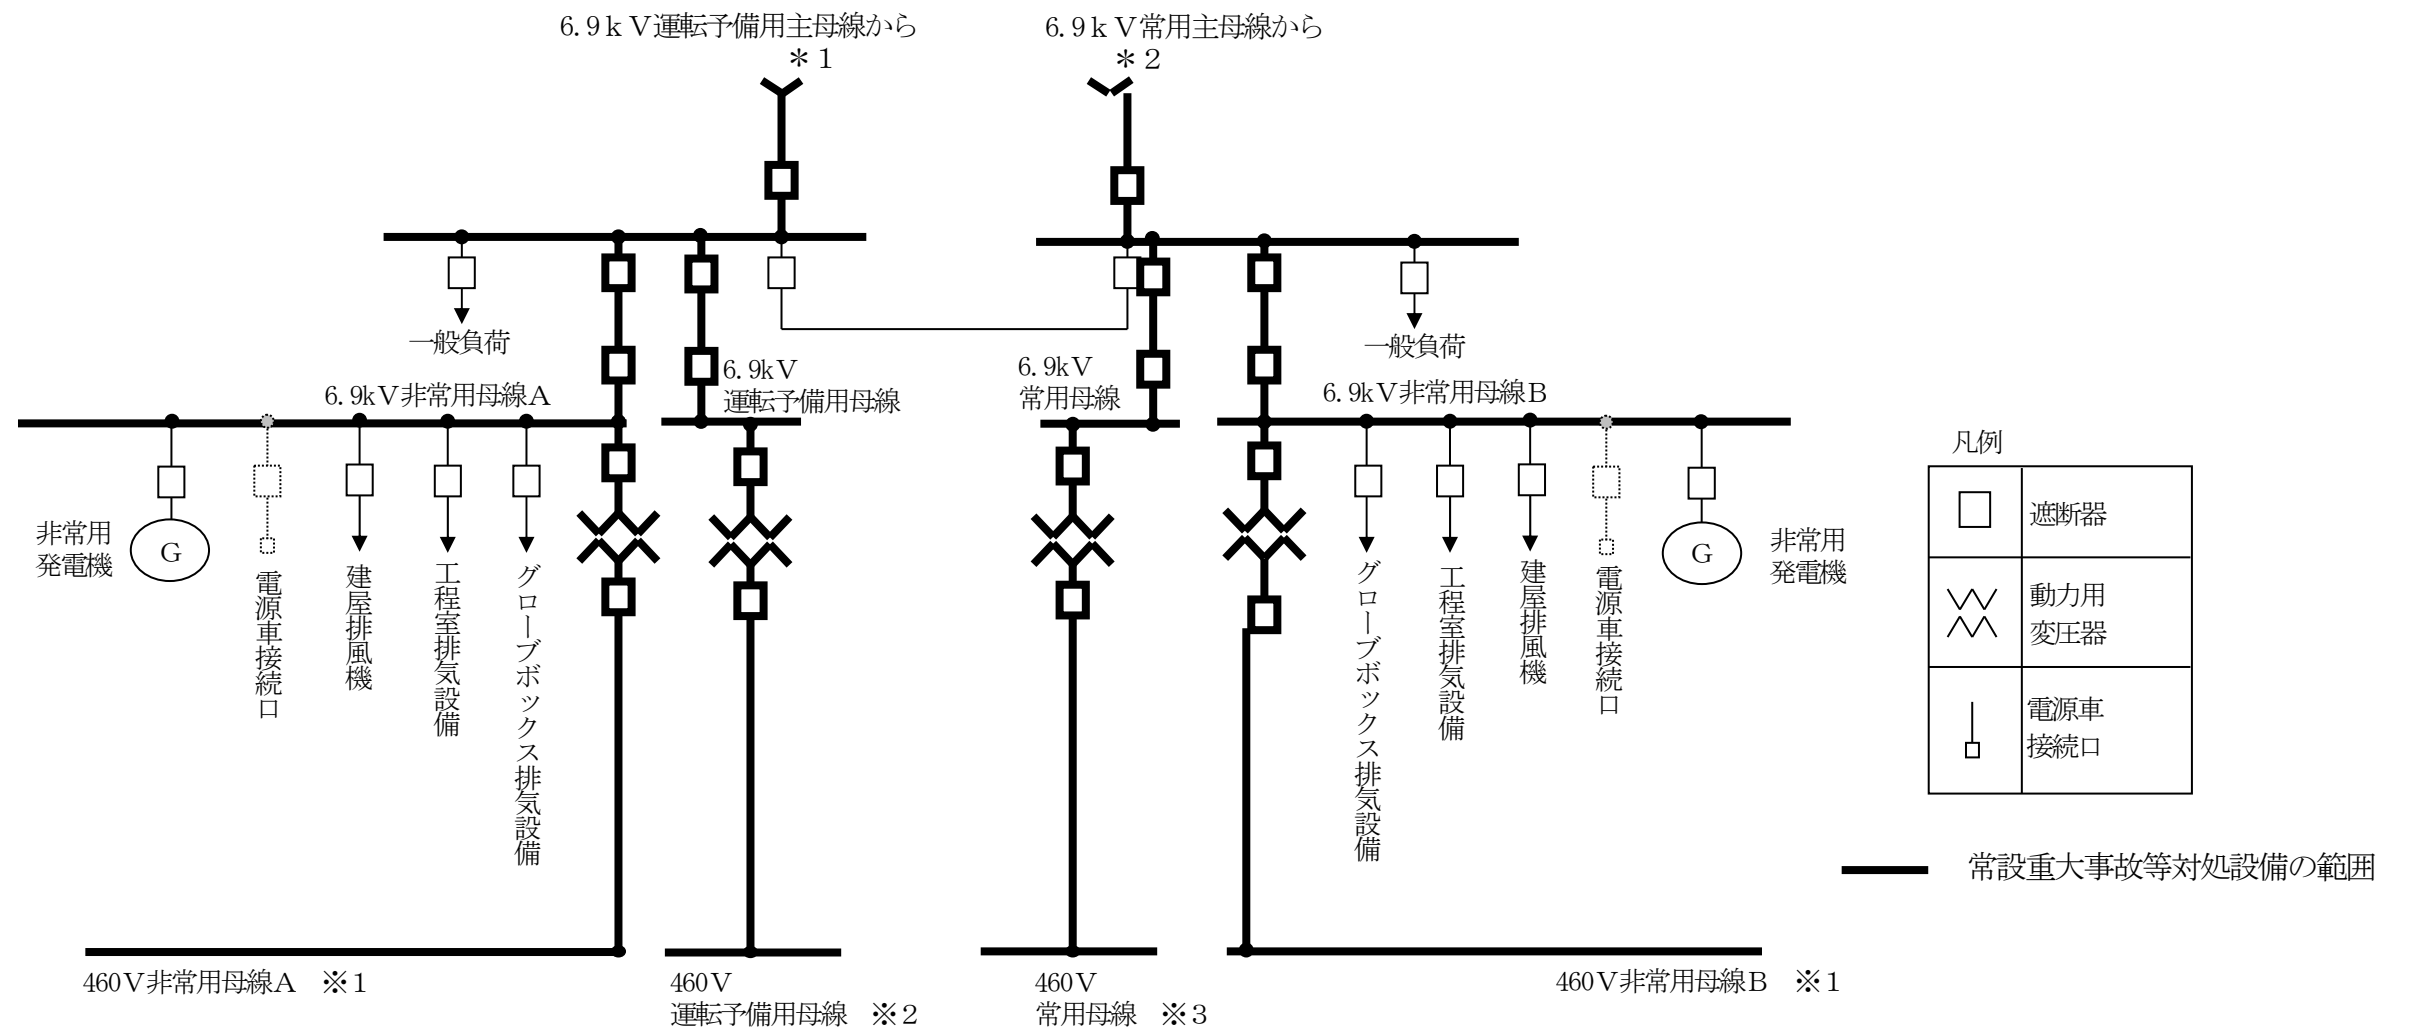 6.9ｋＶ運転予備用主母線から
＊１
6.9ｋＶ常用主母線から
＊２
一般負荷
一般負荷
6.9kＶ非常用母線Ａ
6.9kＶ
運転予備用母線
6.9kＶ
常用母線
6.9kＶ非常用母線Ｂ
非常用
発電機
Ｇ
電源車接続口
建屋排風機
工程室排気設備
グローブボックス排気設備
グローブボックス排気設備
工程室排気設備
建屋排風機
電源車接続口
Ｇ
非常用
発電機
凡例
遮断器
動力用
変圧器
電源車
接続口
常設重大事故等対処設備の範囲
460Ｖ非常用母線Ａ　※１
460Ｖ
運転予備用母線　※２
460Ｖ
常用母線　※３
460Ｖ非常用母線Ｂ　※１